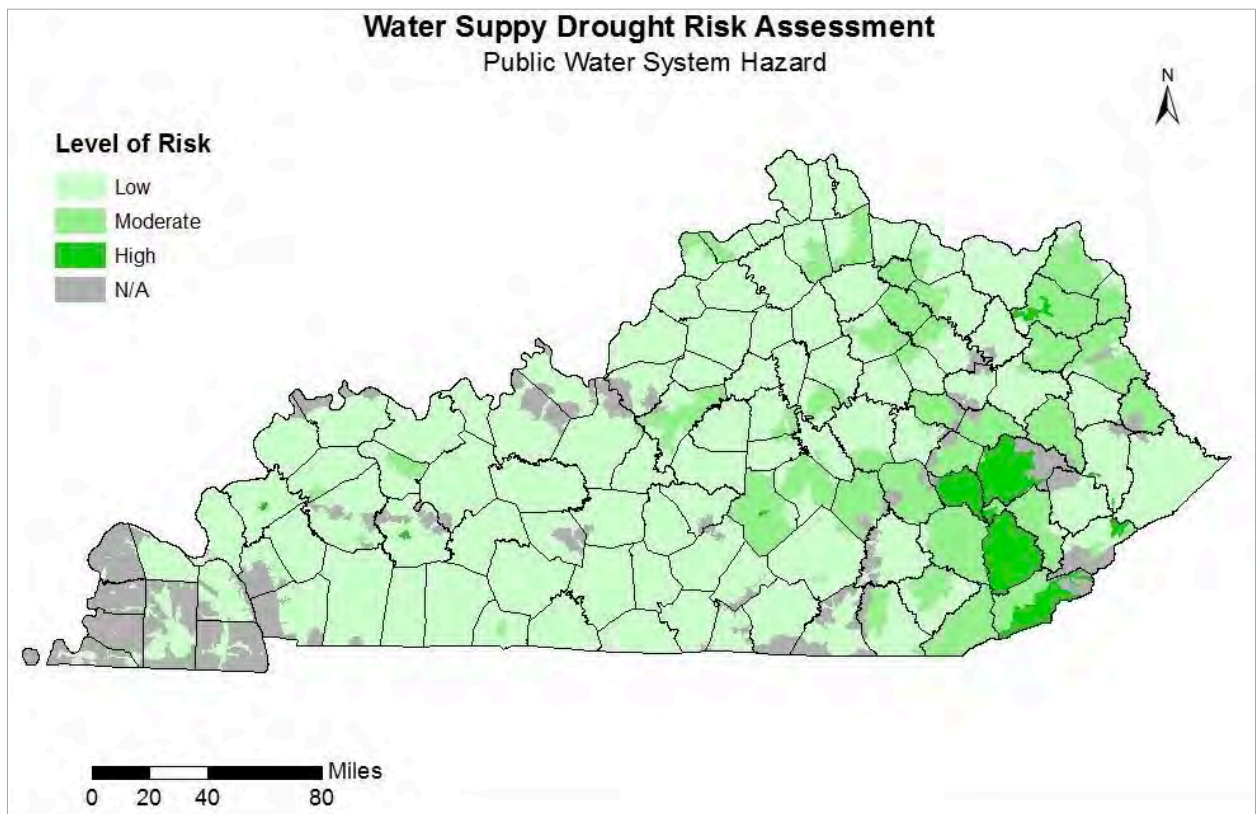 Water Suppy Drought Risk Assessment
Public Water System Hazard
N
Level of Risk
Low
Moderate
High
N/A
Miles
0 20 40 80